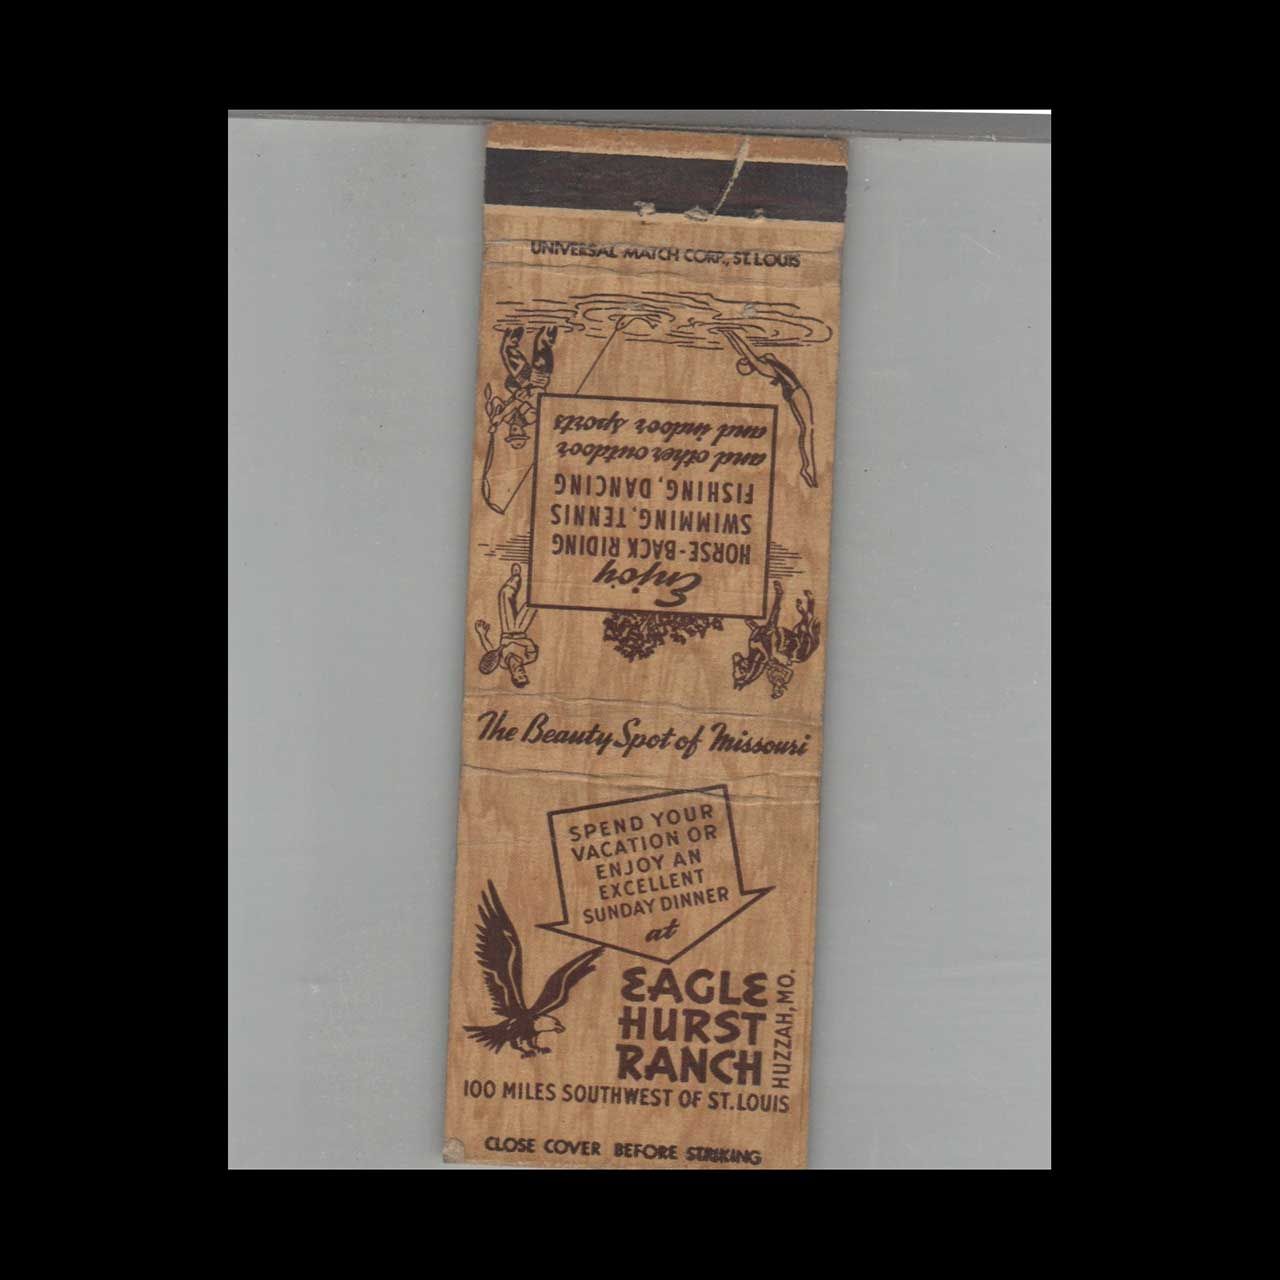 UNIVERSAL MATCH CORP., ST. LOUIS
Enjoy
HORSE-BACK RIDING
SWIMMING, TENNIS
FISHING, DANCING
and other outdoor
and indoor sports
The Beauty Spot of Missouri
SPEND YOUR
VACATION OR
ENJOY AN
EXCELLENT
SUNDAY DINNER
at
EAGLE
HURST
RANCH
HUZZAH, MO.
100 MILES SOUTHWEST OF ST. LOUIS
CLOSE COVER BEFORE STRIKING